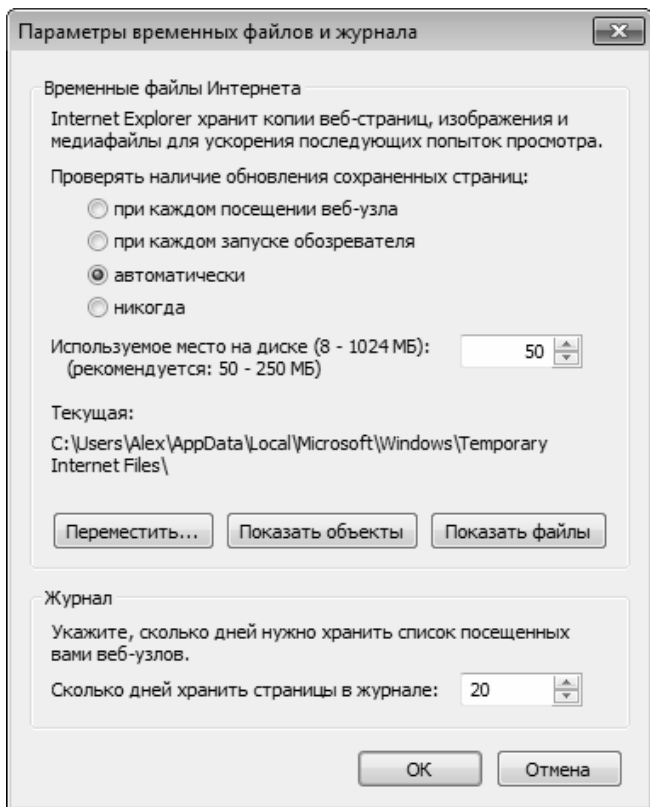 Параметры временных файлов и журнала
Временные файлы Интернета
Internet Explorer хранит копии веб-страниц, изображения и
медиафайлы для ускорения последующих попыток просмотра.
Проверять наличие обновления сохраненных страниц:
при каждом посещении веб-узла
при каждом запуске обозревателя
автоматически
никогда
Используемое место на диске (8 - 1024 МБ): 50
(рекомендуется: 50 - 250 МБ)
Текущая:
C:\Users\Alex\AppData\Local\Microsoft\Windows\Temporary
Internet Files\
Переместить... Показать объекты Показать файлы
Журнал
Укажите, сколько дней нужно хранить список посещенных
вами веб-узлов.
Сколько дней хранить страницы в журнале: 20
ОК Отмена